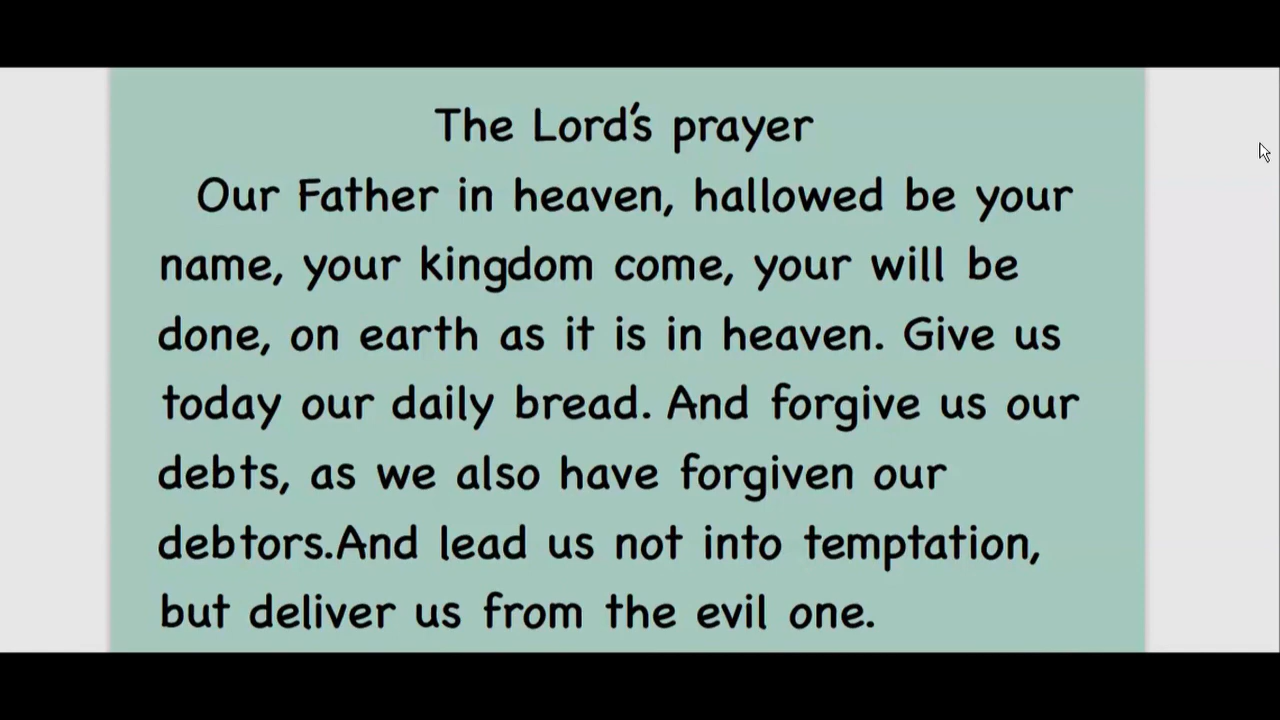 The Lord's prayer
Our Father in heaven, hallowed be your
name, your kingdom come, your will be
done, on earth as it is in heaven. Give us
today our daily bread. And forgive us our
debts, as we also have forgiven our
debtors.And lead us not into temptation,
but deliver us from the evil one.